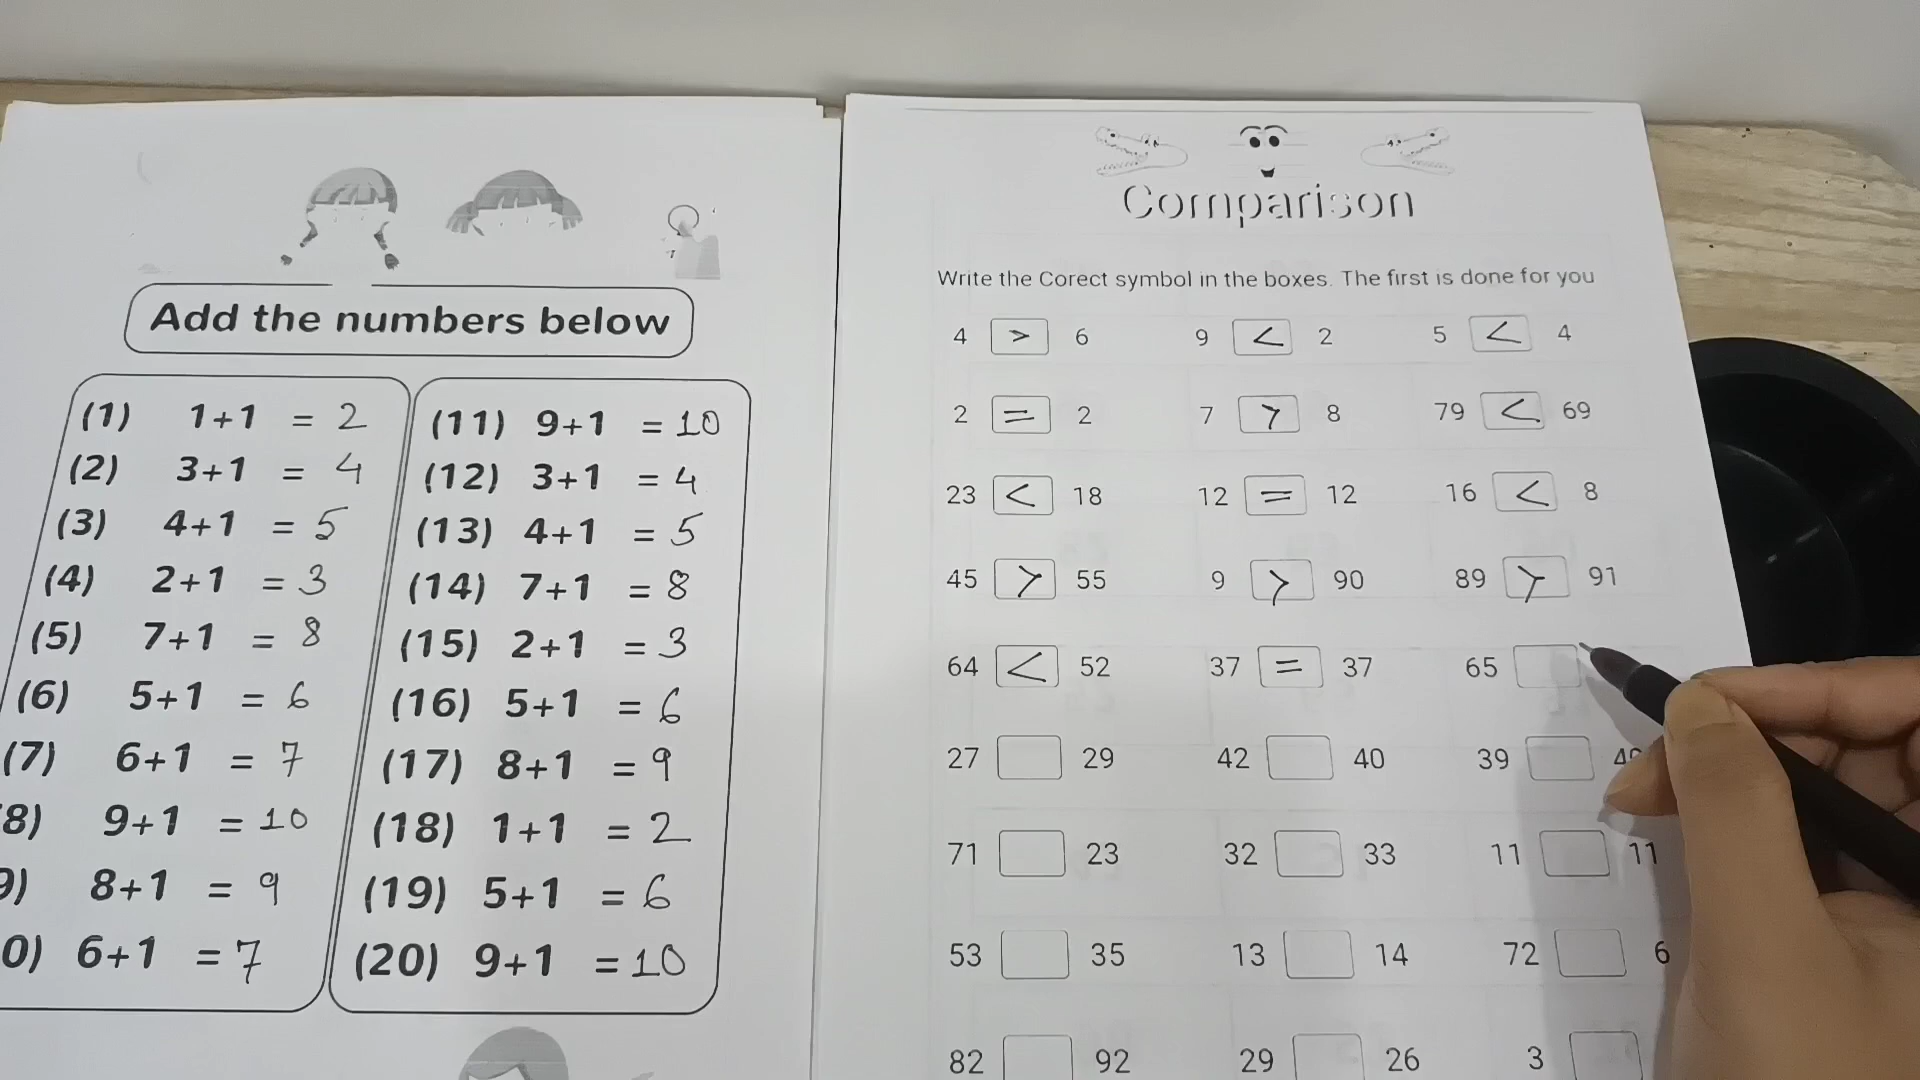 Add the numbers below
(1) 1+1 = 2
(2) 3+1 = 4
(3) 4+1 = 5
(4) 2+1 = 3
(5) 7+1 = 8
(6) 5+1 = 6
(7) 6+1 = 7
8) 9+1 = 10
9) 8+1 = 9
0) 6+1 = 7
(11) 9+1 = 10
(12) 3+1 = 4
(13) 4+1 = 5
(14) 7+1 = 8
(15) 2+1 = 3
(16) 5+1 = 6
(17) 8+1 = 9
(18) 1+1 = 2
(19) 5+1 = 6
(20) 9+1 = 10
Comparison
Write the Corect symbol in the boxes. The first is done for you
4 > 6 9 < 2 5 < 4
2 = 2 7 > 8 79 < 69
23 < 18 12 = 12 16 < 8
45 > 55 9 > 90 89 > 91
64 < 52 37 = 37 65
27 29 42 40 39
71 23 32 33 11 11
53 35 13 14 72 6
82 92 29 26 3